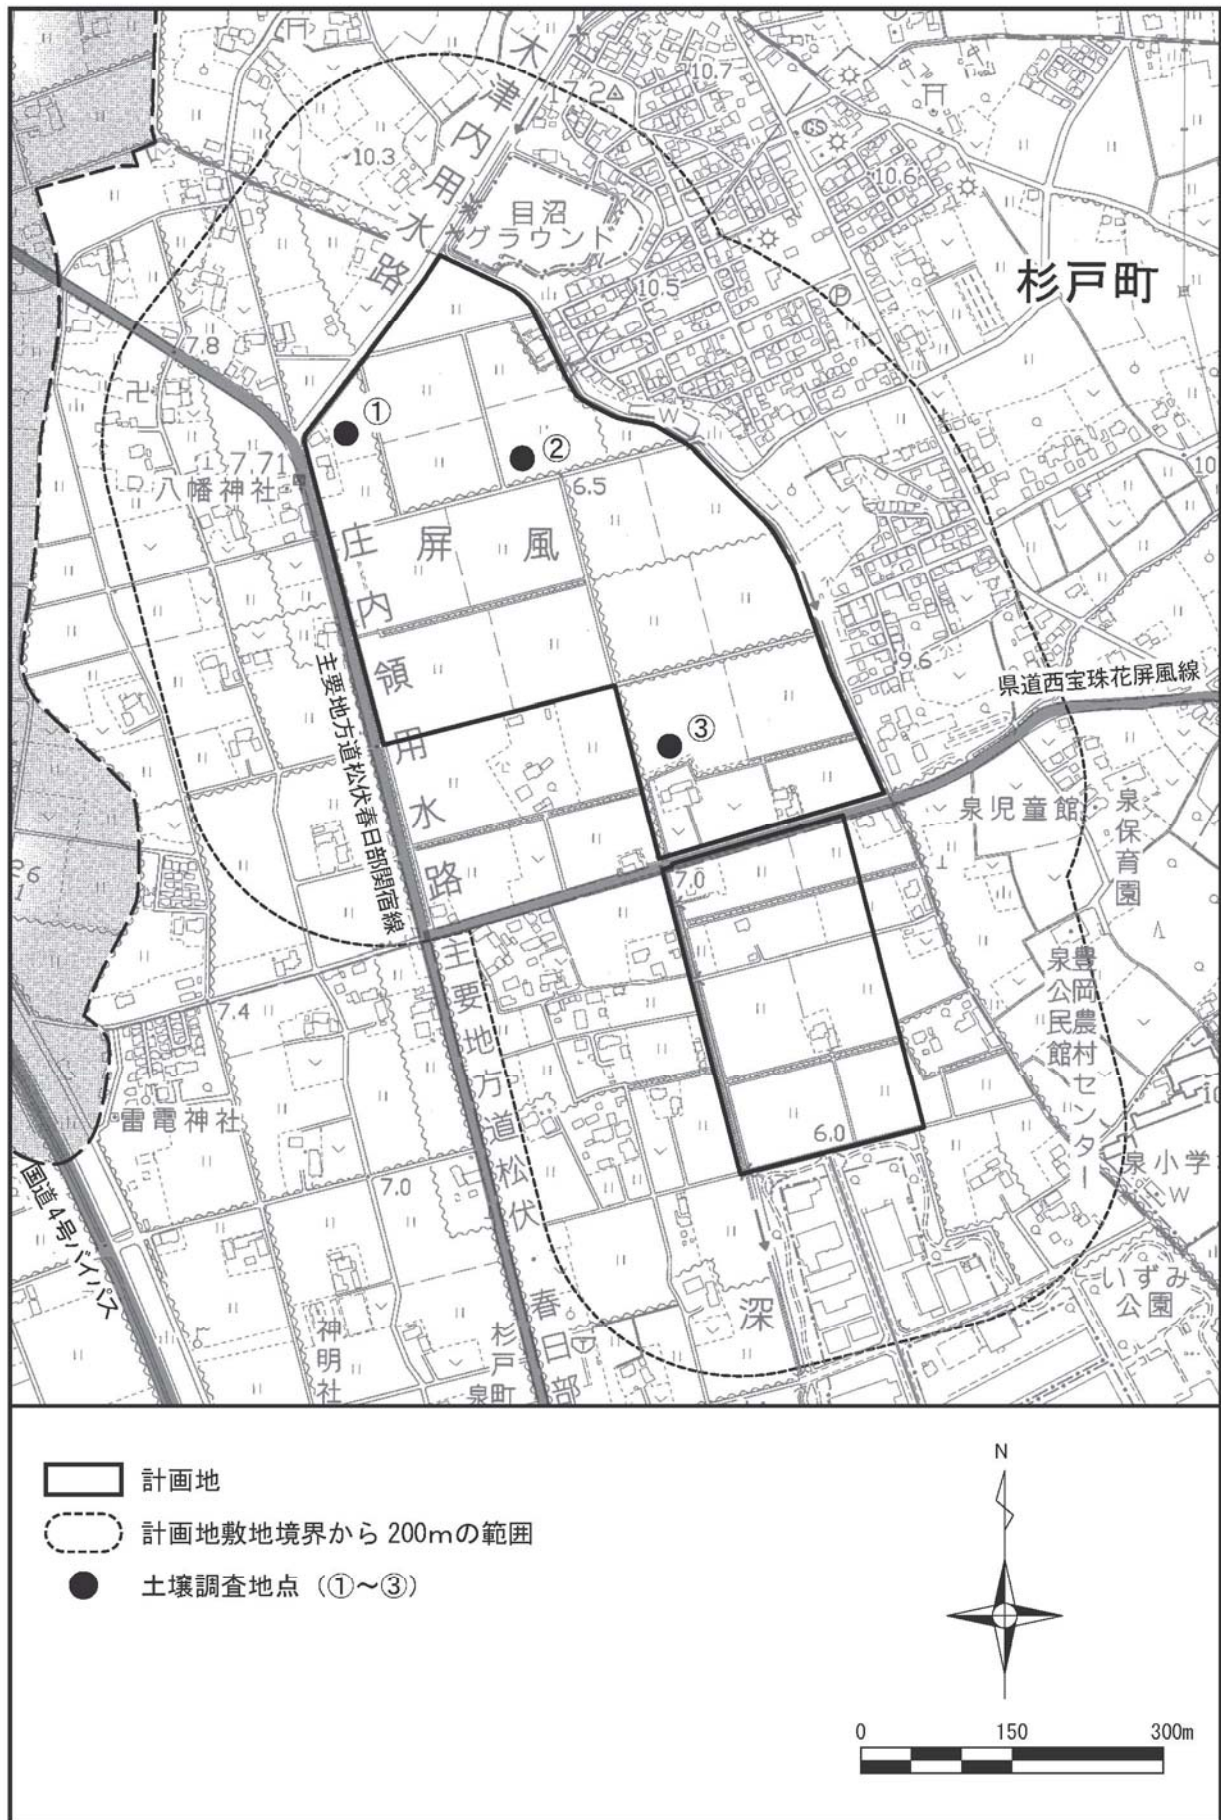 木津内用水路
17.2
10.7
GS
10.3
10.6
目沼
グラウンド
杉戸町
10.5
P
7.8
①
②
W
7.71
八幡神社
6.5
屏風
庄内領用水路
9.6
県道西宝珠花屏風線
主要地方道松伏春日部関宿線
③
泉児童館
泉保育園
7.0
豊岡農村センター
泉公民館
7.4
主要地方道松伏・春日部
雷電神社
6.0
10
泉小学
W
7.0
国道4号バイパス
いずみ
公園
深
神明社
杉戸町
泉
計画地
計画地敷地境界から200mの範囲
土壌調査地点（①～③）
N
0 150 300m